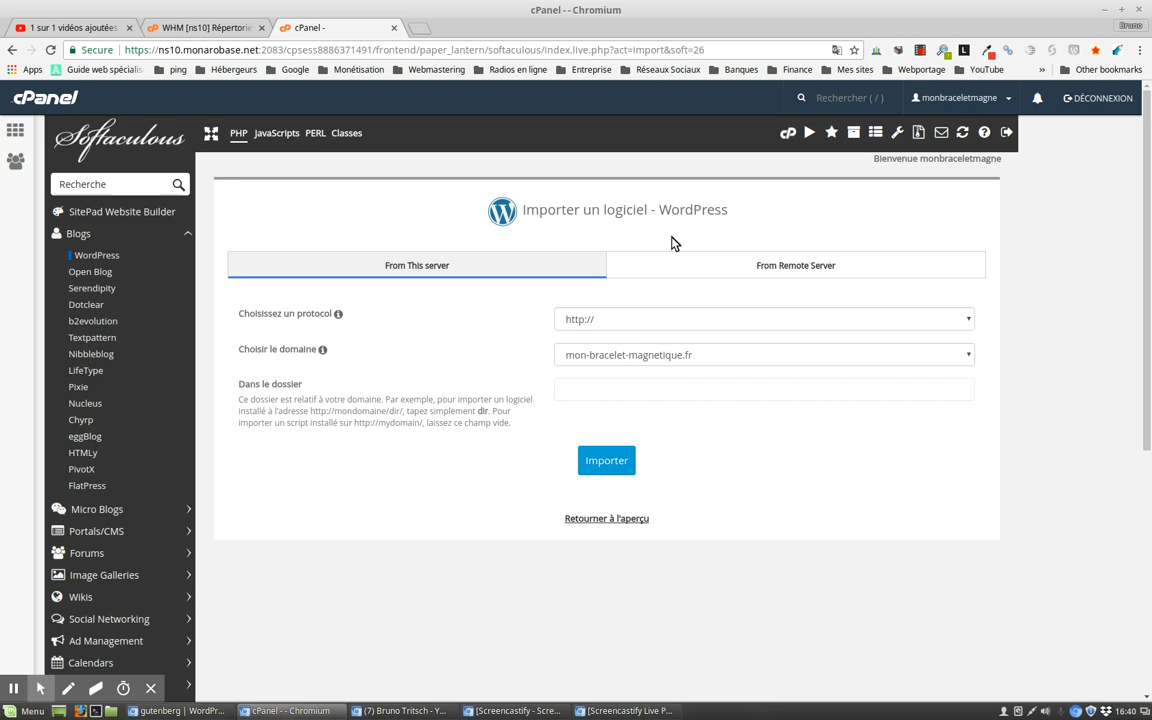 cPanel - - Chromium
1 sur 1 vidéos ajoutées
WHM [ns10] Répertorie
cPanel -
Bruno
Secure
https://ns10.monarobase.net:2083/cpsess8886371491/frontend/paper_lantern/softaculous/index.live.php?act=import&soft=26
Apps
Guide web spécialis
ping
Hébergeurs
Google
Monétisation
Webmastering
Radios en ligne
Entreprise
Réseaux Sociaux
Banques
Finance
Mes sites
Webportage
YouTube
»
Other bookmarks
cPanel
Rechercher ( / )
monbraceletmagne
DÉCONNEXION
Softaculous
PHP JavaScripts PERL Classes
Bienvenue monbraceletmagne
Recherche
SitePad Website Builder
Blogs
WordPress
Open Blog
Serendipity
Dotclear
b2evolution
Textpattern
Nibbleblog
LifeType
Pixie
Nucleus
Chyrp
eggBlog
HTMLy
PivotX
FlatPress
Micro Blogs
Portals/CMS
Forums
Image Galleries
Wikis
Social Networking
Ad Management
Calendars
Importer un logiciel - WordPress
From This server
From Remote Server
Choisissez un protocol
http://
Choisir le domaine
mon-bracelet-magnetique.fr
Dans le dossier
Ce dossier est relatif à votre domaine. Par exemple, pour importer un logiciel
installé à l'adresse http://mondomaine/dir/, tapez simplement dir. Pour
importer un script installé sur http://mydomain/, laissez ce champ vide.
Importer
Retourner à l'aperçu
Menu
gutenberg | WordPr...
cPanel - - Chromium
(7) Bruno Tritsch - Y...
[Screencastify - Scre...
[Screencastify Live P...
16:40